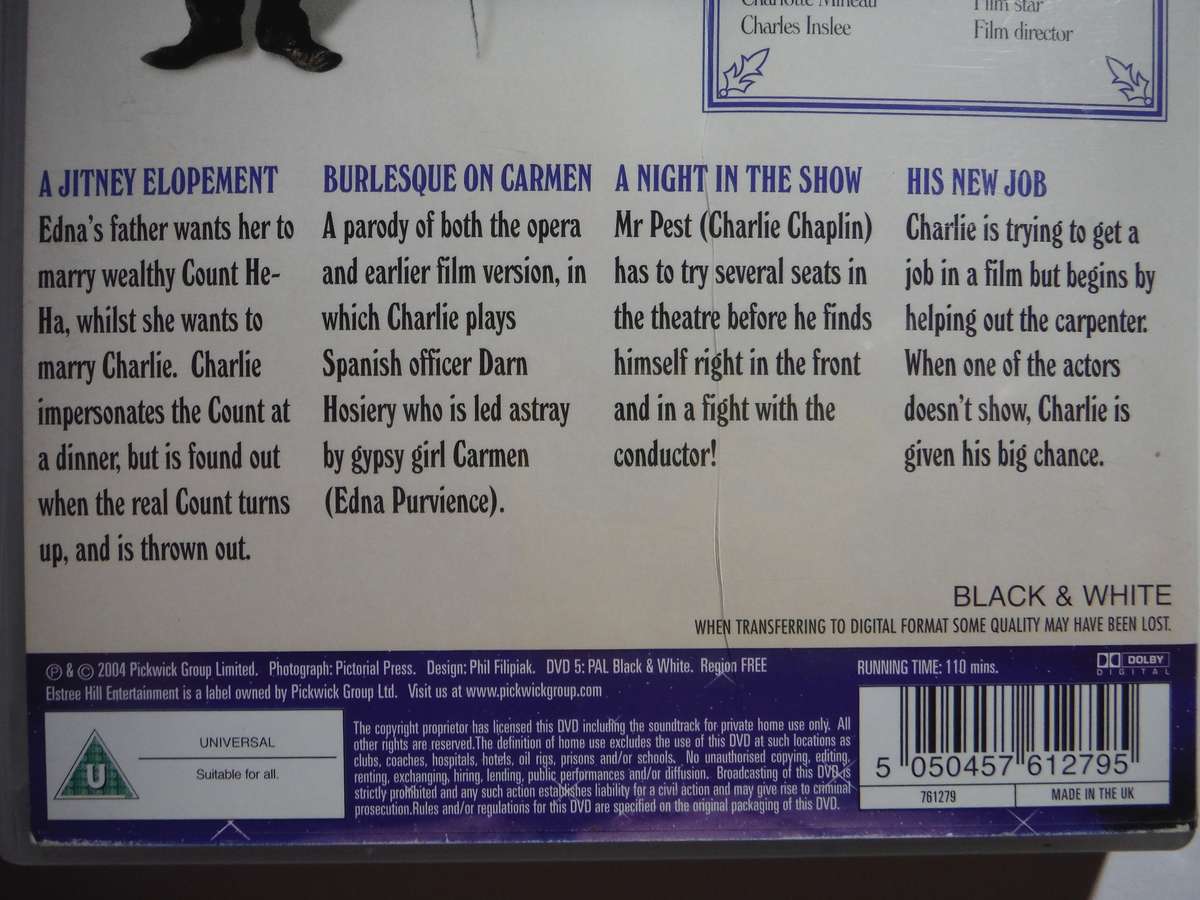 Charlotte Mineau
Film star
Charles Inslee
Film director
A JITNEY ELOPEMENT
Edna's father wants her to
marry wealthy Count He-
Ha, whilst she wants to
marry Charlie. Charlie
impersonates the Count at
a dinner, but is found out
when the real Count turns
up, and is thrown out.
BURLESQUE ON CARMEN
A parody of both the opera
and earlier film version, in
which Charlie plays
Spanish officer Darn
Hosiery who is led astray
by gypsy girl Carmen
(Edna Purvience).
A NIGHT IN THE SHOW
Mr Pest (Charlie Chaplin)
has to try several seats in
the theatre before he finds
himself right in the front
and in a fight with the
conductor!
HIS NEW JOB
Charlie is trying to get a
job in a film but begins by
helping out the carpenter.
When one of the actors
doesn't show, Charlie is
given his big chance.
BLACK & WHITE
WHEN TRANSFERRING TO DIGITAL FORMAT SOME QUALITY MAY HAVE BEEN LOST.
℗ & © 2004 Pickwick Group Limited. Photograph: Pictorial Press. Design: Phil Filipiak. DVD 5: PAL Black & White. Region FREE
Elstree Hill Entertainment is a label owned by Pickwick Group Ltd. Visit us at www.pickwickgroup.com
RUNNING TIME: 110 mins.
DOLBY
DIGITAL
U
UNIVERSAL
Suitable for all.
The copyright proprietor has licensed this DVD including the soundtrack for private home use only. All
other rights are reserved.The definition of home use excludes the use of this DVD at such locations as
clubs, coaches, hospitals, hotels, oil rigs, prisons and/or schools. No unauthorised copying, editing,
renting, exchanging, hiring, lending, public performances and/or diffusion. Broadcasting of this DVD is
strictly prohibited and any such action establishes liability for a civil action and may give rise to criminal
prosecution.Rules and/or regulations for this DVD are specified on the original packaging of this DVD.
5 050457 612795
761279
MADE IN THE UK